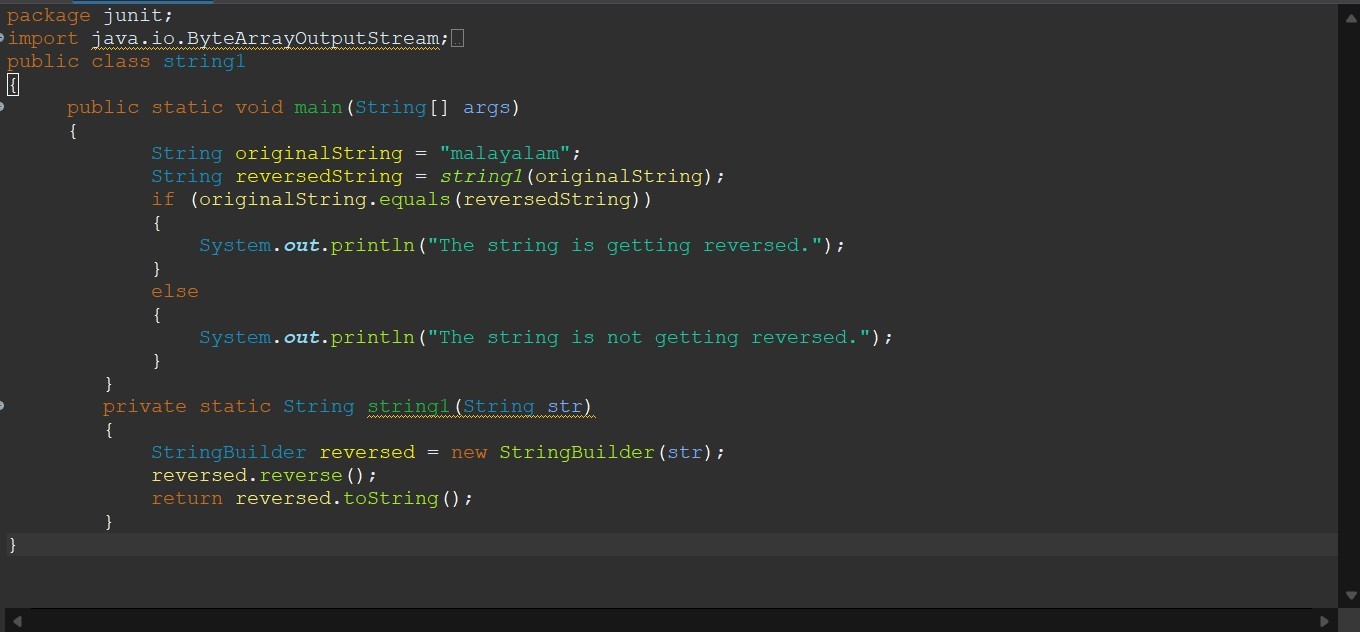 package junit;
import java.io.ByteArrayOutputStream;
public class string1
{
     public static void main(String[] args)
     {
            String originalString = "malayalam";
            String reversedString = string1(originalString);
            if (originalString.equals(reversedString))
            {
                System.out.println("The string is getting reversed.");
            }
            else
            {
                System.out.println("The string is not getting reversed.");
            }
        }
        private static String string1(String str)
        {
            StringBuilder reversed = new StringBuilder(str);
            reversed.reverse();
            return reversed.toString();
        }
}